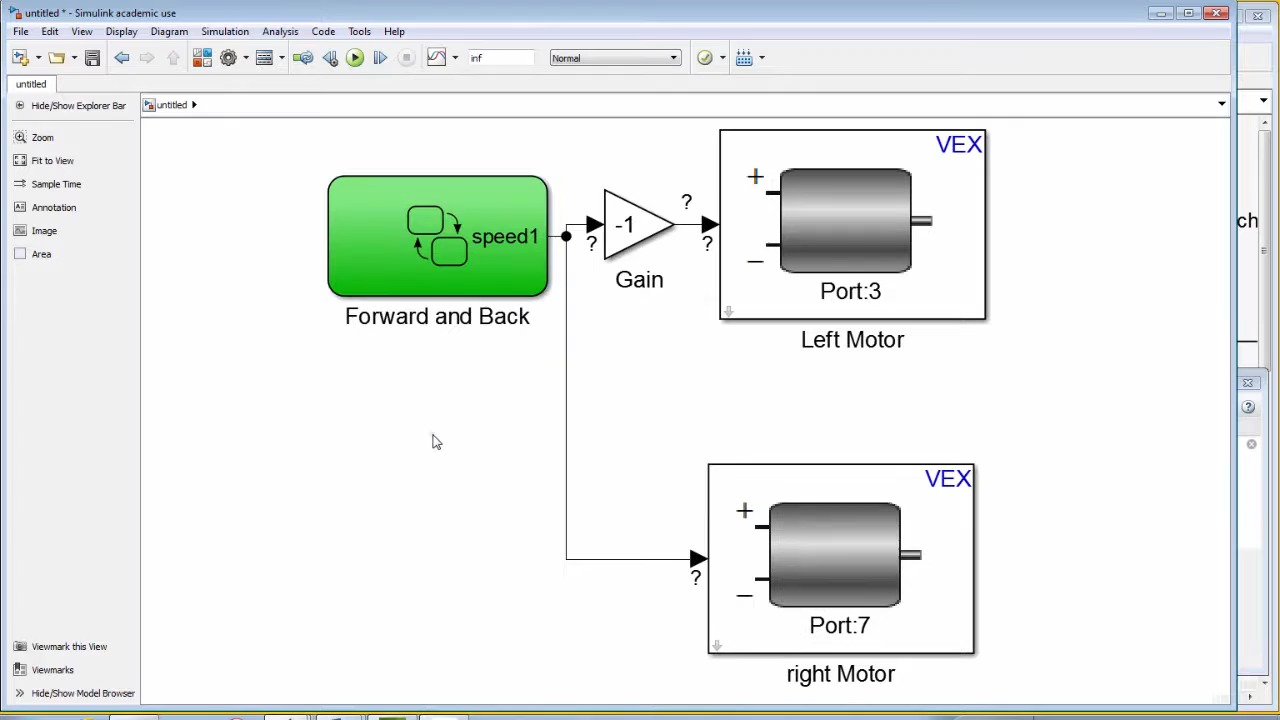 untitled * - Simulink academic use
File Edit View Display Diagram Simulation Analysis Code Tools Help
inf Normal
untitled
Hide/Show Explorer Bar
untitled
Zoom
Fit to View
Sample Time
Annotation
Image
Area
VEX
+
−
Port:3
Left Motor
speed1
Forward and Back
?
-1
Gain
?
?
VEX
+
−
Port:7
right Motor
?
ch
?
Viewmark this View
Viewmarks
Hide/Show Model Browser